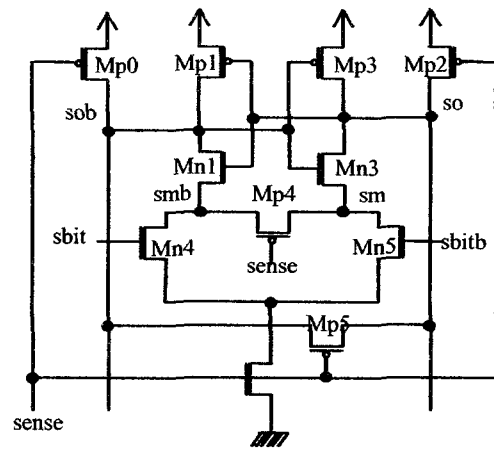 Mp0
Mp1
Mp3
Mp2
sob
so
Mn1
Mn3
smb
Mp4
sm
sbit
Mn4
sense
Mn5
sbitb
Mp5
sense